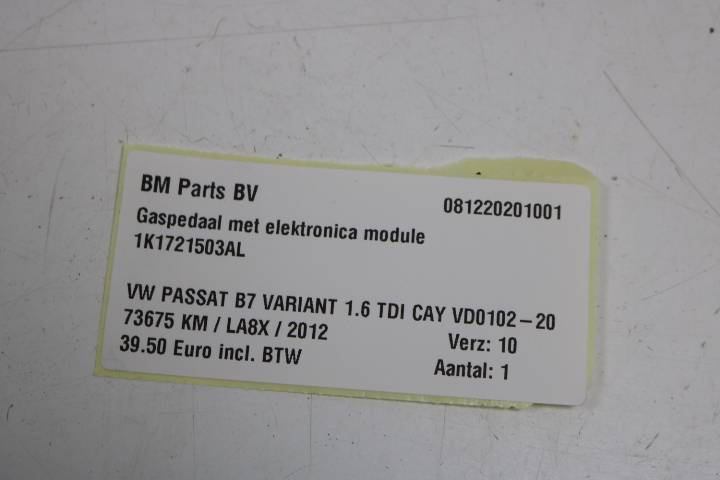 BM Parts BV 081220201001
Gaspedaal met elektronica module
1K1721503AL
VW PASSAT B7 VARIANT 1.6 TDI CAY VD0102-20
73675 KM / LA8X / 2012 Verz: 10
39.50 Euro incl. BTW Aantal: 1